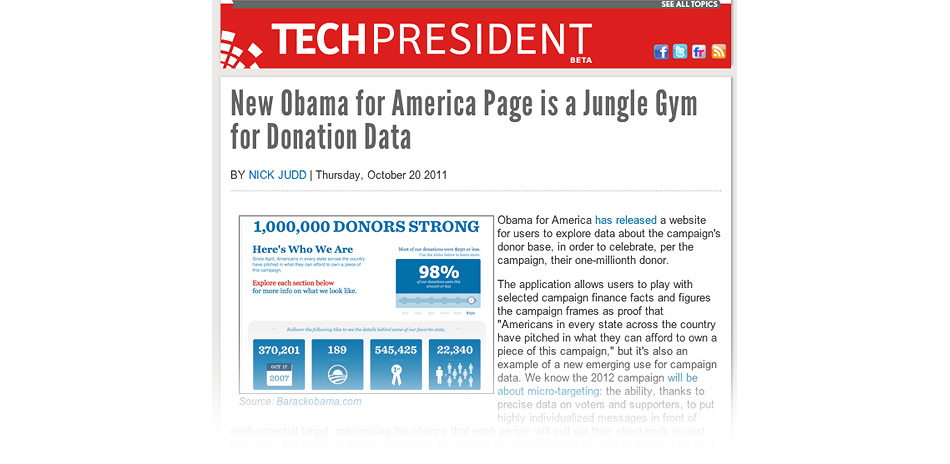 SEE ALL TOPICS
TECHPRESIDENT
BETA
New Obama for America Page is a Jungle Gym
for Donation Data
BY NICK JUDD | Thursday, October 20 2011
1,000,000 DONORS STRONG
Here's Who We Are
Since April, Americans in every state across the country
have pitched in what they can afford to own a piece of
this campaign.
Explore each section below
for more info on what we look like.
Most of our donations were $250 or less.
Use the slider below to learn more.
98%
of our donations were this
amount or less
Rollover the following tiles to see the details behind some of our favorite stats.
370,201
OCT 17
2007
189
545,425
1st
22,340
Source: Barackobama.com
Obama for America has released a website
for users to explore data about the campaign's
donor base, in order to celebrate, per the
campaign, their one-millionth donor.
The application allows users to play with
selected campaign finance facts and figures
the campaign frames as proof that
"Americans in every state across the country
have pitched in what they can afford to own a
piece of this campaign," but it's also an
example of a new emerging use for campaign
data. We know the 2012 campaign will be
about micro-targeting: the ability, thanks to
precise data on voters and supporters, to put
highly individualized messages in front of
each potential target, maximizing the chance that each person will pull out their checkbook or cast